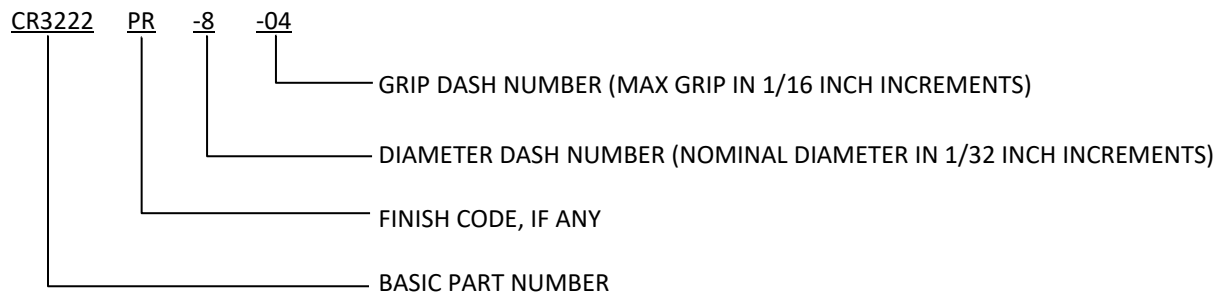 CR3222 PR -8 -04
GRIP DASH NUMBER (MAX GRIP IN 1/16 INCH INCREMENTS)
DIAMETER DASH NUMBER (NOMINAL DIAMETER IN 1/32 INCH INCREMENTS)
FINISH CODE, IF ANY
BASIC PART NUMBER